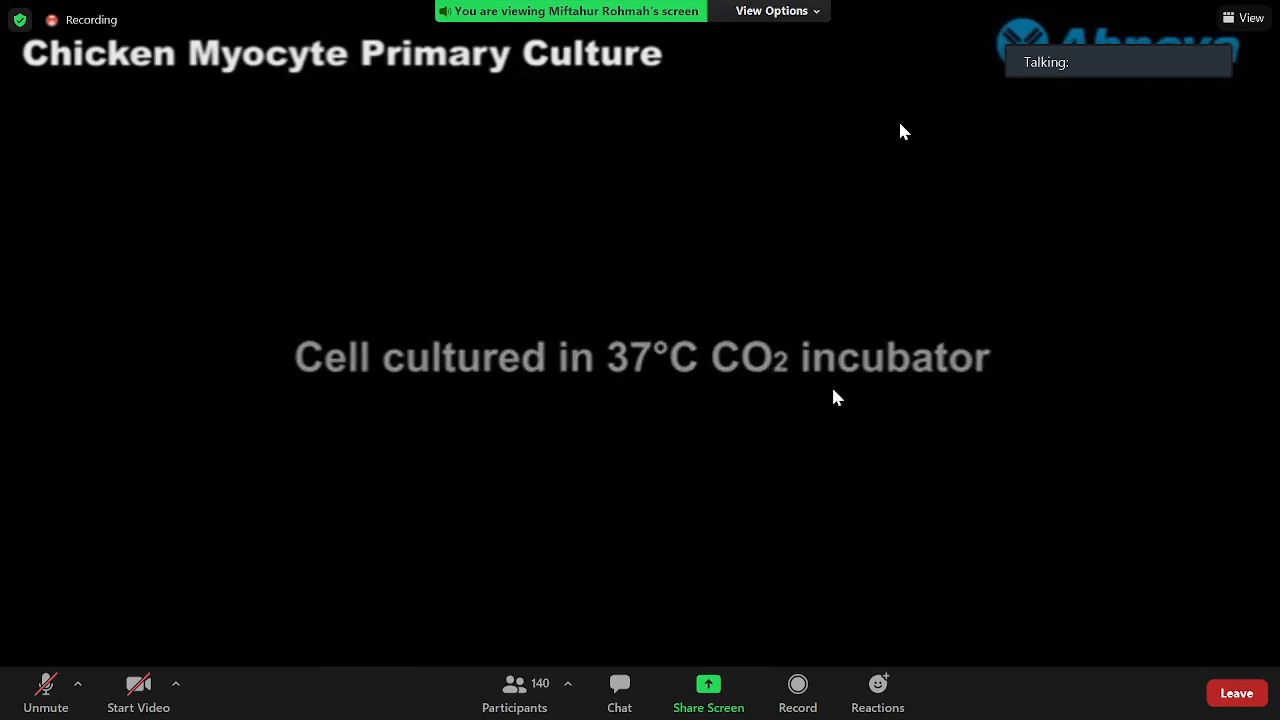 Recording
You are viewing Miftahur Rohmah's screen
View Options
View
Chicken Myocyte Primary Culture
Abnova
Talking:
Cell cultured in 37°C CO₂ incubator
Unmute
Start Video
140
Participants
Chat
Share Screen
Record
Reactions
Leave